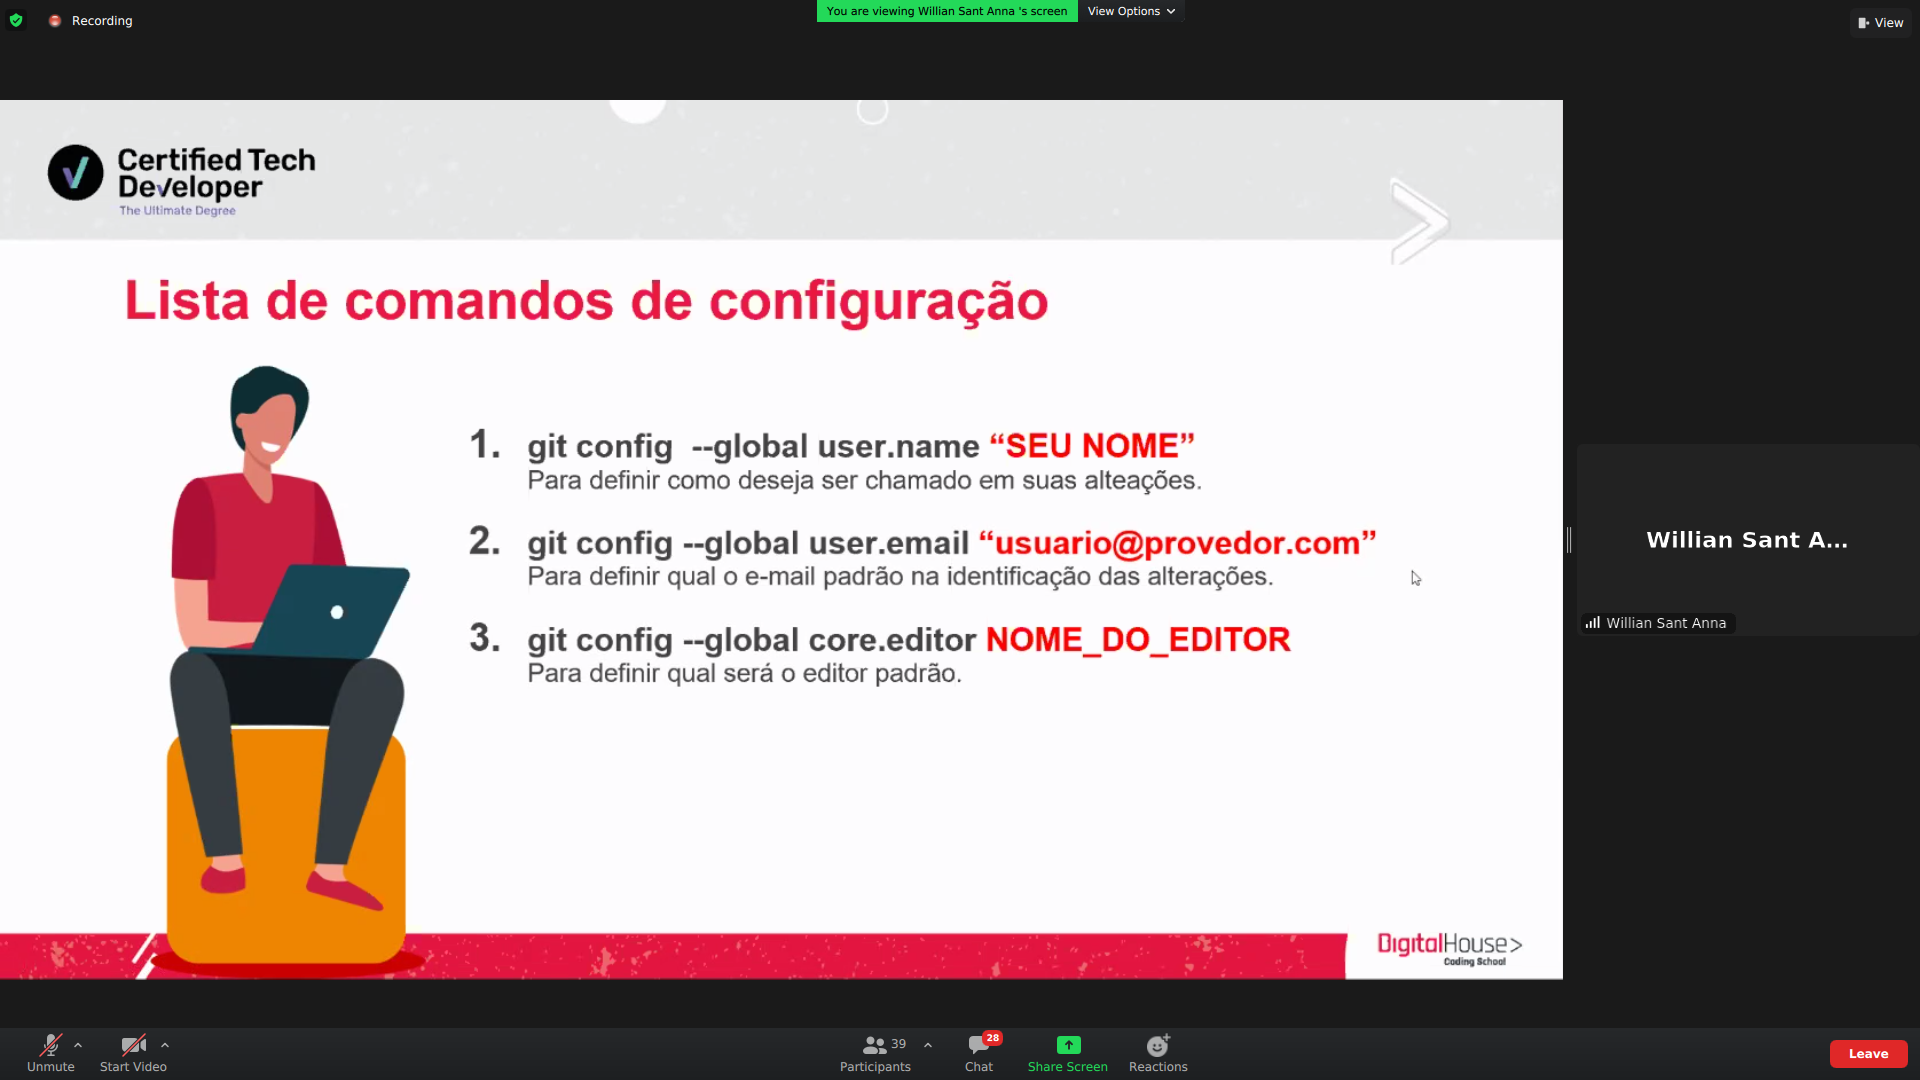 Recording
You are viewing Willian Sant Anna 's screen
View Options
View
Certified Tech
Developer
The Ultimate Degree
Lista de comandos de configuração
1. git config --global user.name “SEU NOME”
Para definir como deseja ser chamado em suas alteações.
2. git config --global user.email “usuario@provedor.com”
Para definir qual o e-mail padrão na identificação das alterações.
3. git config --global core.editor NOME_DO_EDITOR
Para definir qual será o editor padrão.
Willian Sant A...
Willian Sant Anna
DigitalHouse>
Coding School
Unmute
Start Video
39
Participants
28
Chat
Share Screen
Reactions
Leave